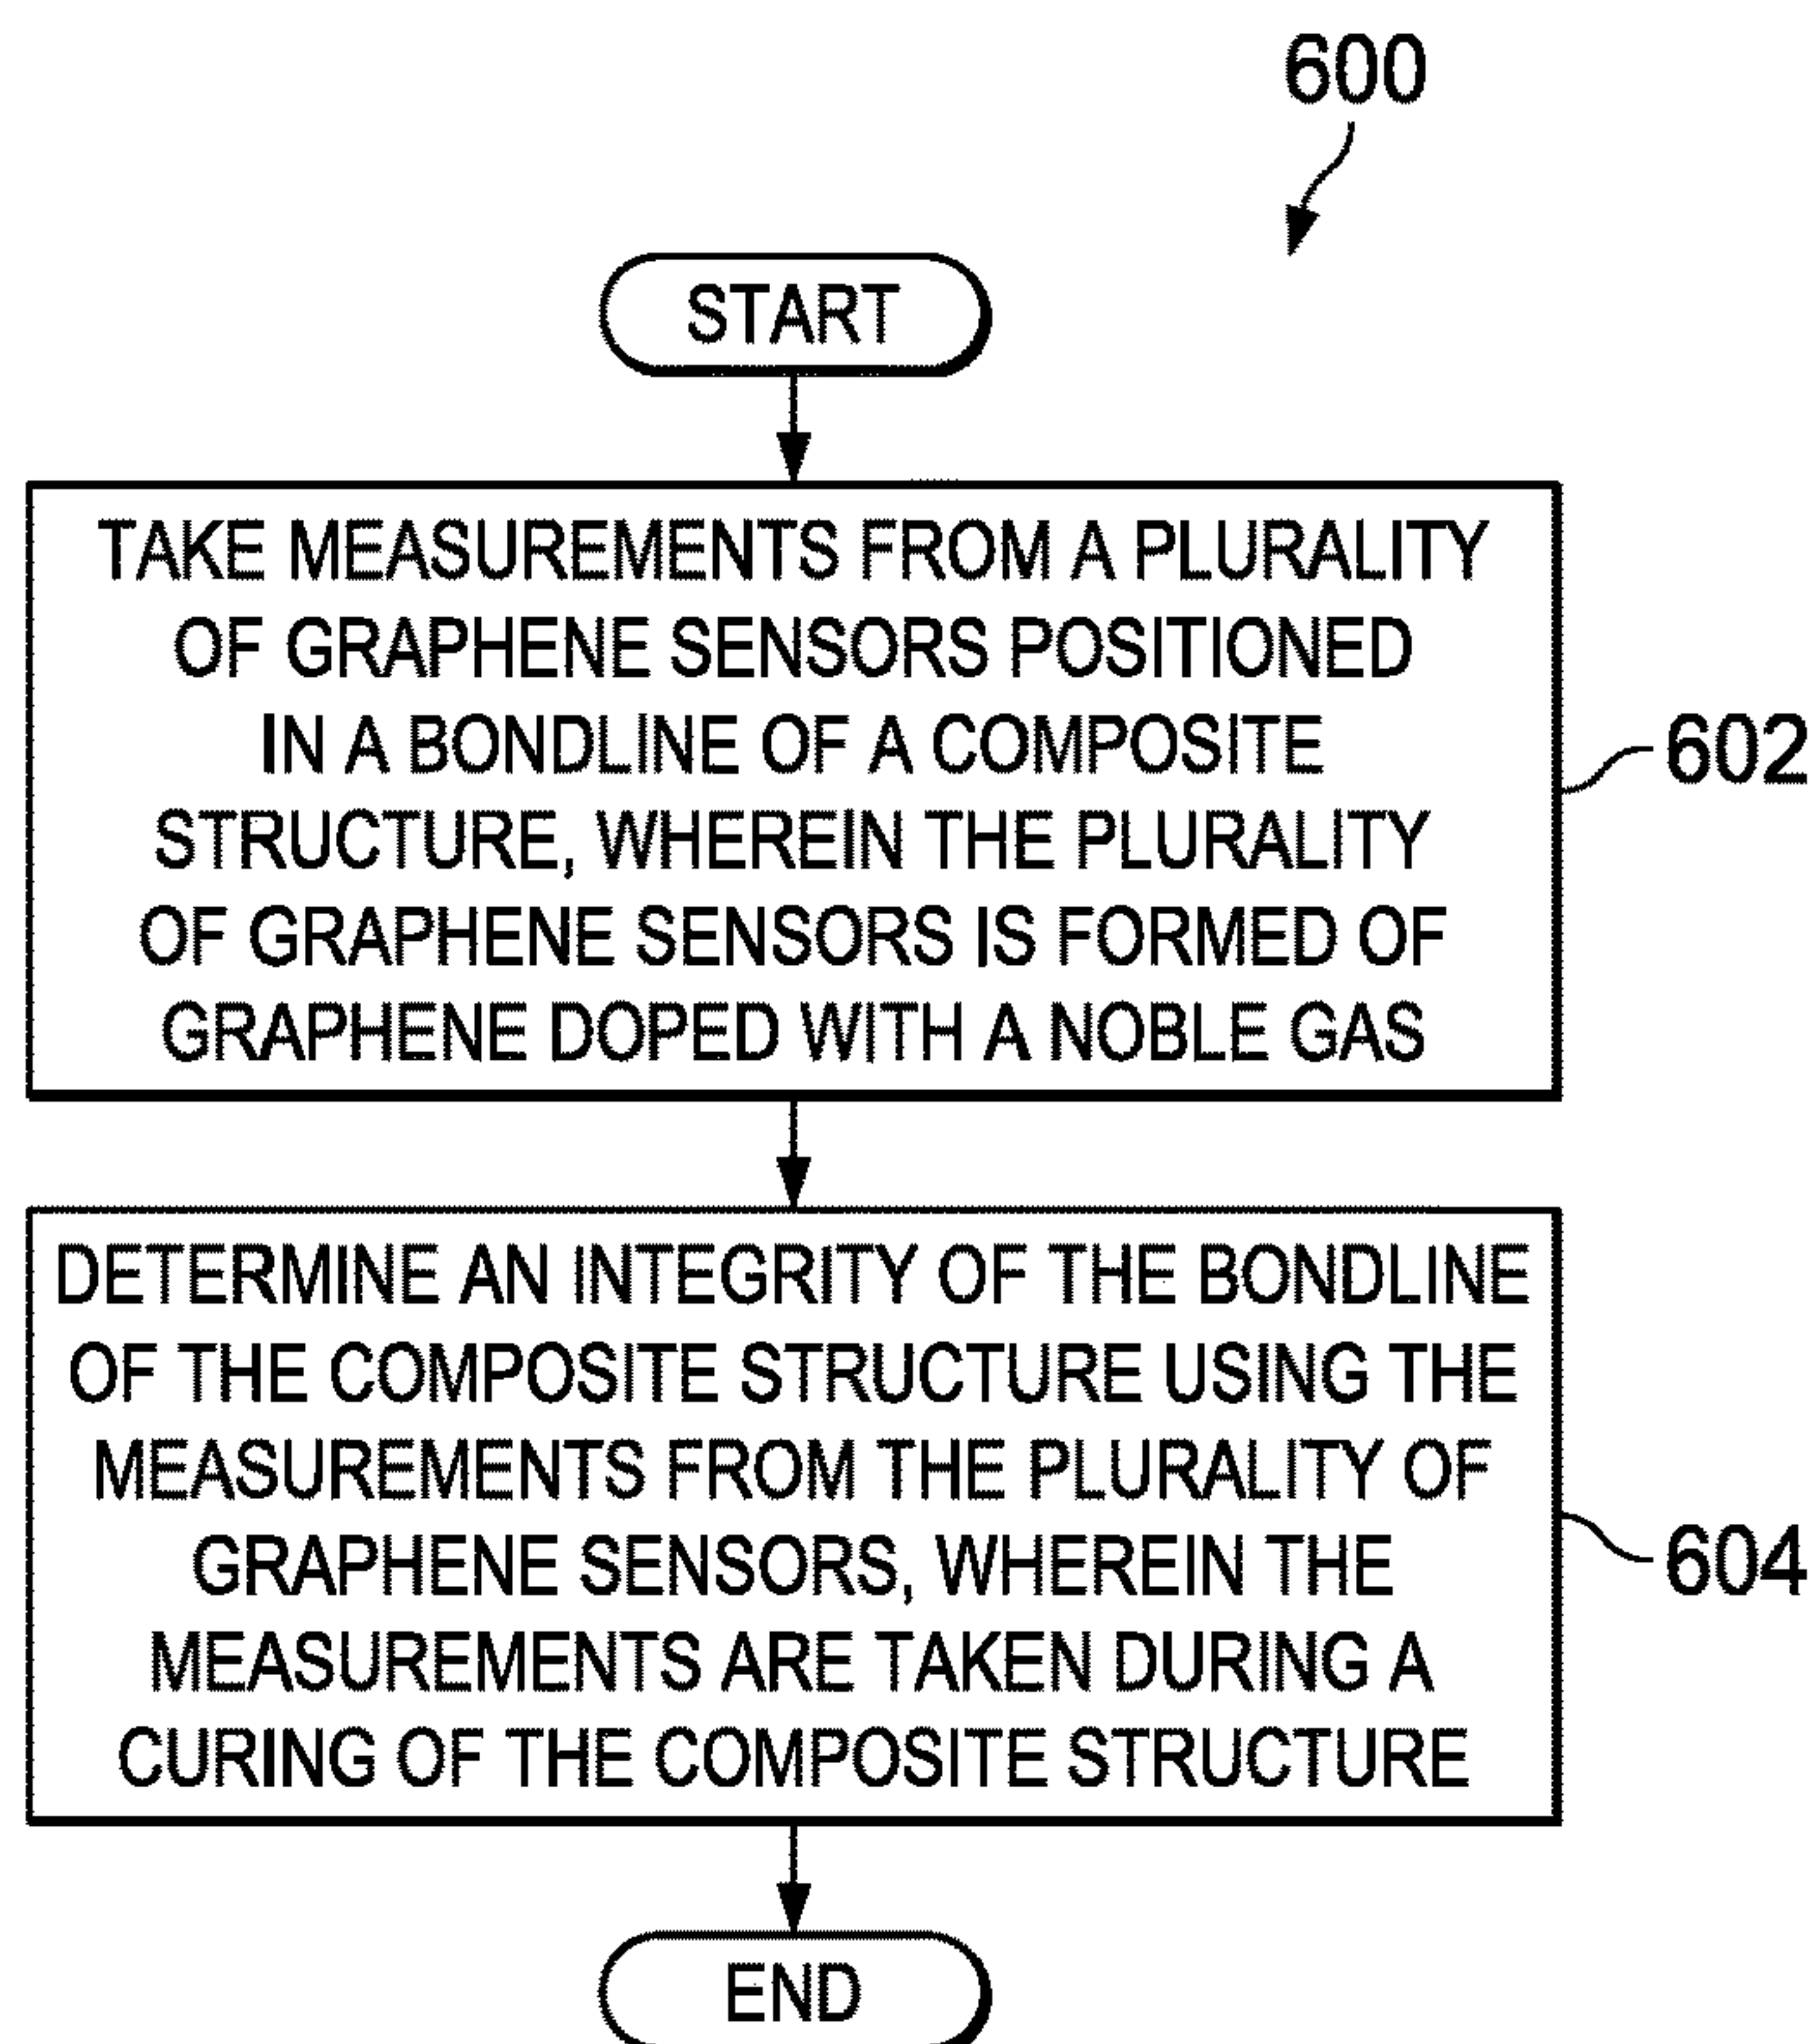 600
START
TAKE MEASUREMENTS FROM A PLURALITY
OF GRAPHENE SENSORS POSITIONED
IN A BONDLINE OF A COMPOSITE
STRUCTURE, WHEREIN THE PLURALITY
OF GRAPHENE SENSORS IS FORMED OF
GRAPHENE DOPED WITH A NOBLE GAS
602
DETERMINE AN INTEGRITY OF THE BONDLINE
OF THE COMPOSITE STRUCTURE USING THE
MEASUREMENTS FROM THE PLURALITY OF
GRAPHENE SENSORS, WHEREIN THE
MEASUREMENTS ARE TAKEN DURING A
CURING OF THE COMPOSITE STRUCTURE
604
END